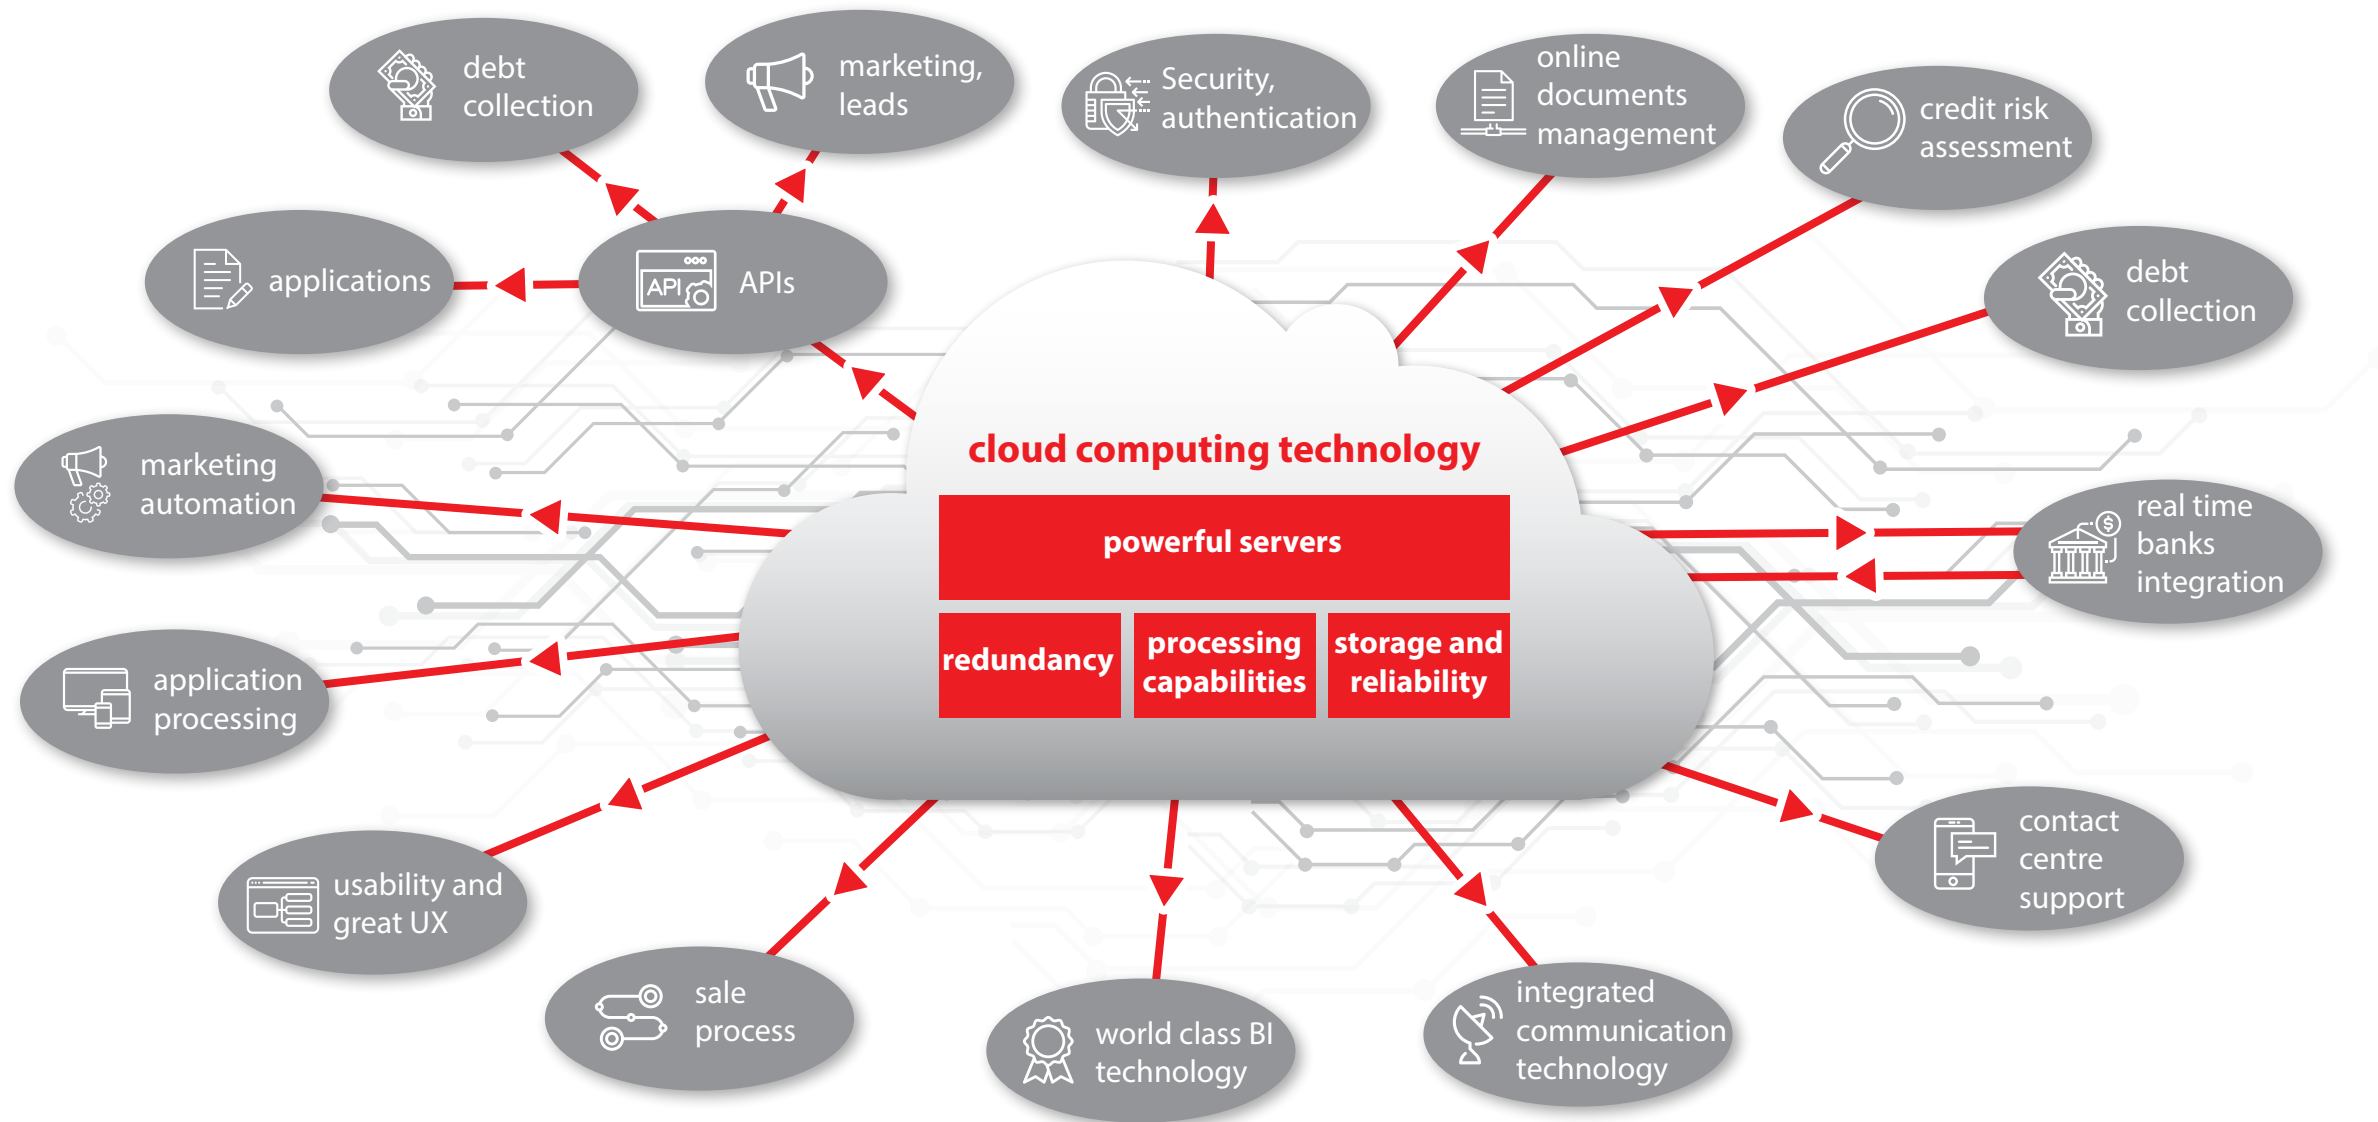 debt
collection
marketing,
leads
Security,
authentication
online
documents
management
credit risk
assessment
applications
API
APIs
debt
collection
cloud computing technology
marketing
automation
powerful servers
$
real time
banks
integration
redundancy
processing
capabilities
storage and
reliability
application
processing
usability and
great UX
contact
centre
support
sale
process
world class BI
technology
integrated
communication
technology